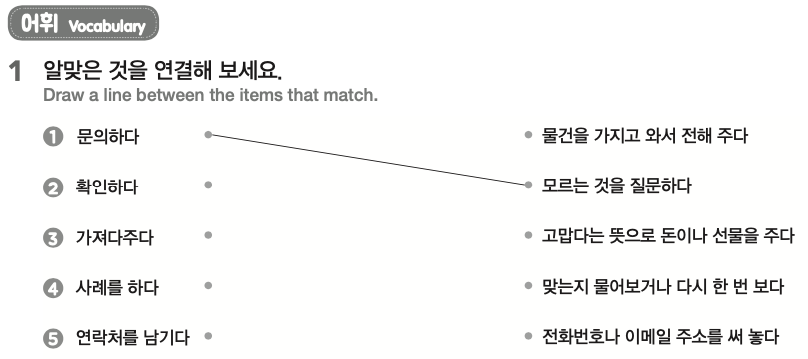 어휘 Vocabulary
1 알맞은 것을 연결해 보세요.
Draw a line between the items that match.
1 문의하다 물건을 가지고 와서 전해 주다
2 확인하다 모르는 것을 질문하다
3 가져다주다 고맙다는 뜻으로 돈이나 선물을 주다
4 사례를 하다 맞는지 물어보거나 다시 한 번 보다
5 연락처를 남기다 전화번호나 이메일 주소를 써 놓다